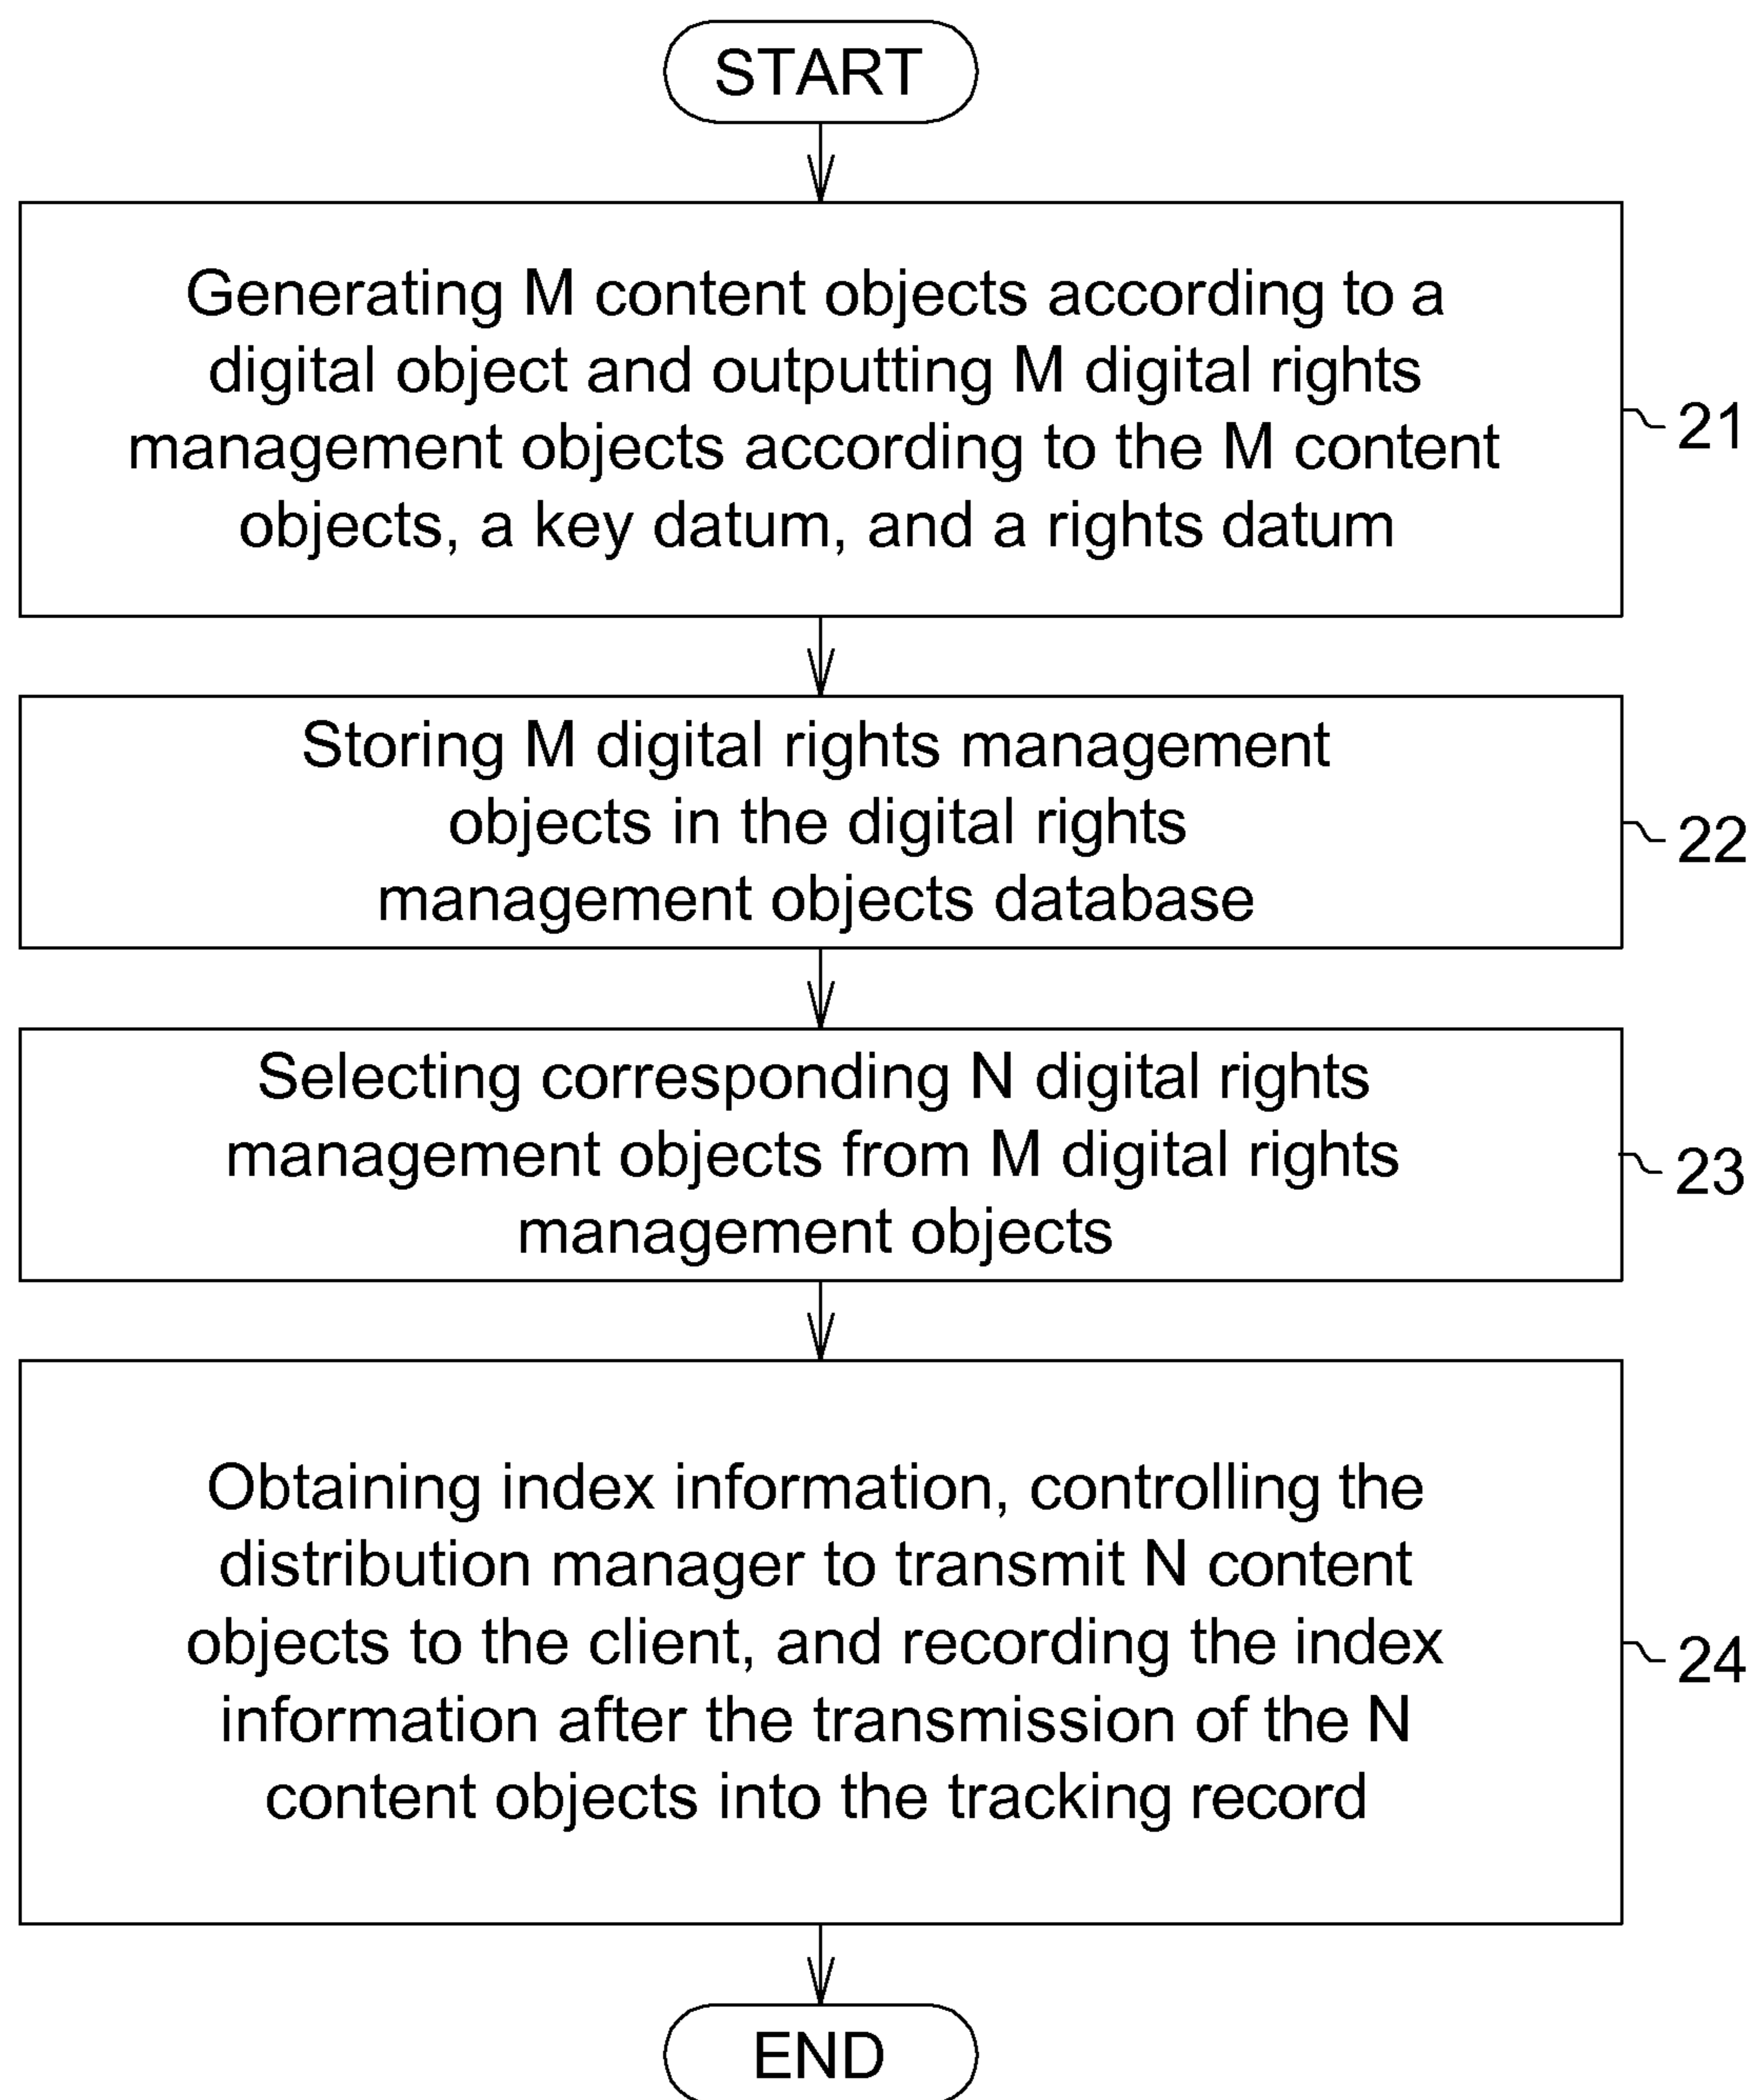 START
Generating M content objects according to a
digital object and outputting M digital rights
management objects according to the M content
objects, a key datum, and a rights datum
21
Storing M digital rights management
objects in the digital rights
management objects database
22
Selecting corresponding N digital rights
management objects from M digital rights
management objects
23
Obtaining index information, controlling the
distribution manager to transmit N content
objects to the client, and recording the index
information after the transmission of the N
content objects into the tracking record
24
END